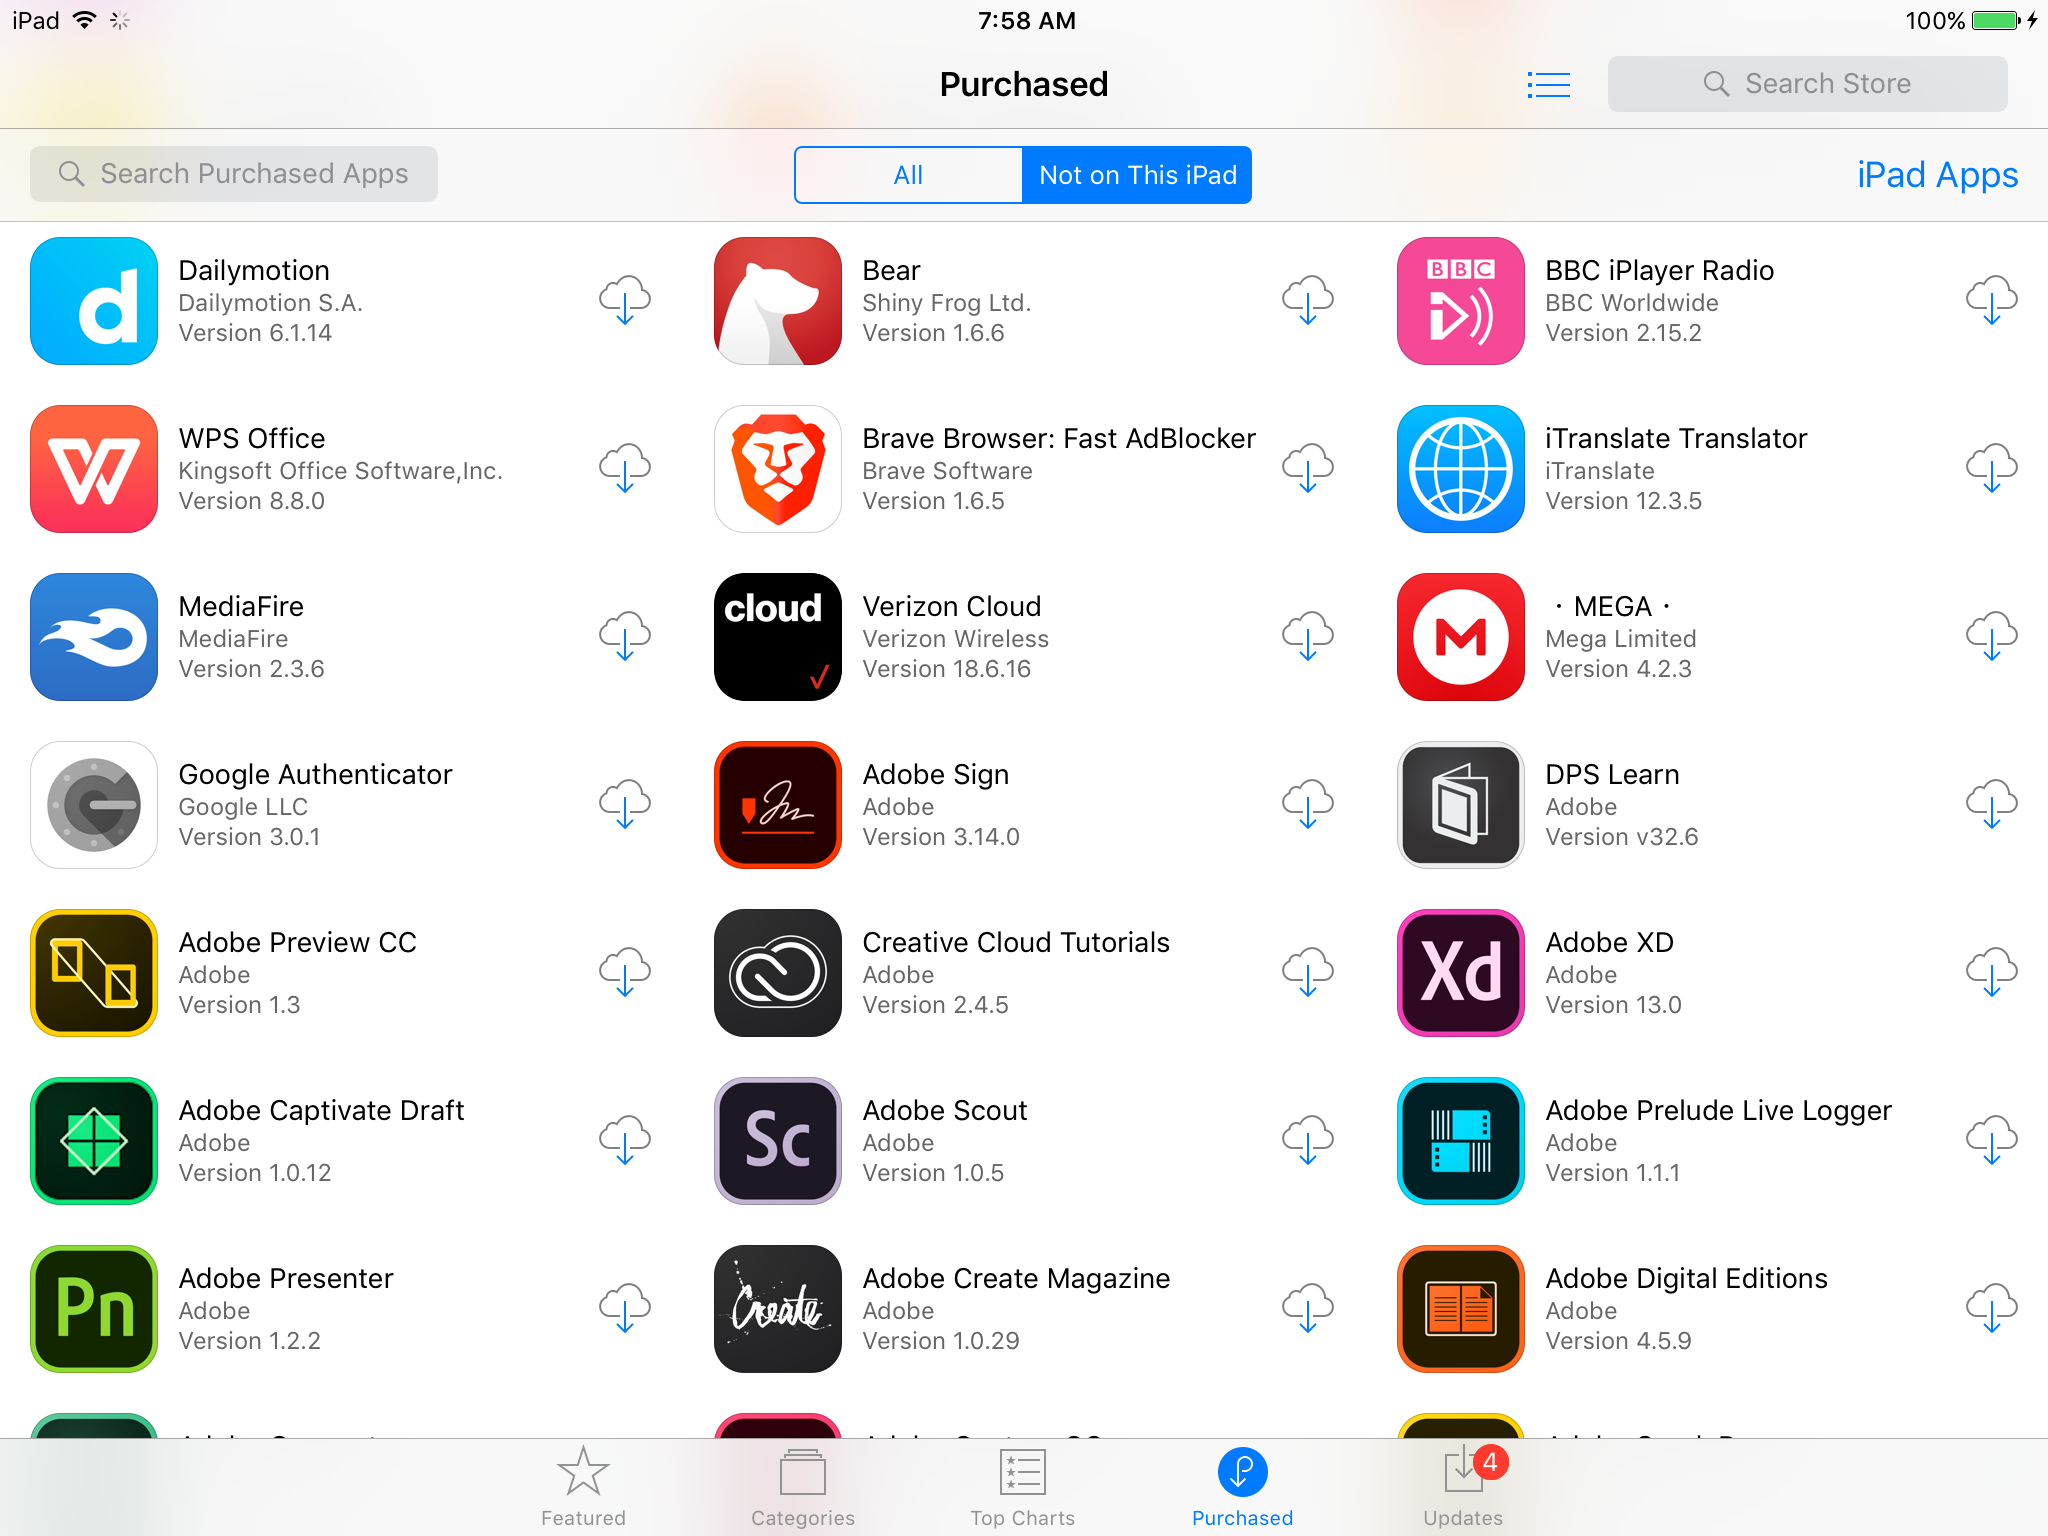 iPad
7:58 AM
100%
Purchased
Search Store
Search Purchased Apps
All
Not on This iPad
iPad Apps
d
Dailymotion
Dailymotion S.A.
Version 6.1.14
Bear
Shiny Frog Ltd.
Version 1.6.6
BBC
BBC iPlayer Radio
BBC Worldwide
Version 2.15.2
W
WPS Office
Kingsoft Office Software,Inc.
Version 8.8.0
Brave Browser: Fast AdBlocker
Brave Software
Version 1.6.5
iTranslate Translator
iTranslate
Version 12.3.5
MediaFire
MediaFire
Version 2.3.6
cloud
Verizon Cloud
Verizon Wireless
Version 18.6.16
M
· MEGA ·
Mega Limited
Version 4.2.3
Google Authenticator
Google LLC
Version 3.0.1
Adobe Sign
Adobe
Version 3.14.0
DPS Learn
Adobe
Version v32.6
Adobe Preview CC
Adobe
Version 1.3
Creative Cloud Tutorials
Adobe
Version 2.4.5
Xd
Adobe XD
Adobe
Version 13.0
Adobe Captivate Draft
Adobe
Version 1.0.12
Sc
Adobe Scout
Adobe
Version 1.0.5
Adobe Prelude Live Logger
Adobe
Version 1.1.1
Pn
Adobe Presenter
Adobe
Version 1.2.2
Create
Adobe Create Magazine
Adobe
Version 1.0.29
Adobe Digital Editions
Adobe
Version 4.5.9
Featured
Categories
Top Charts
Purchased
4
Updates